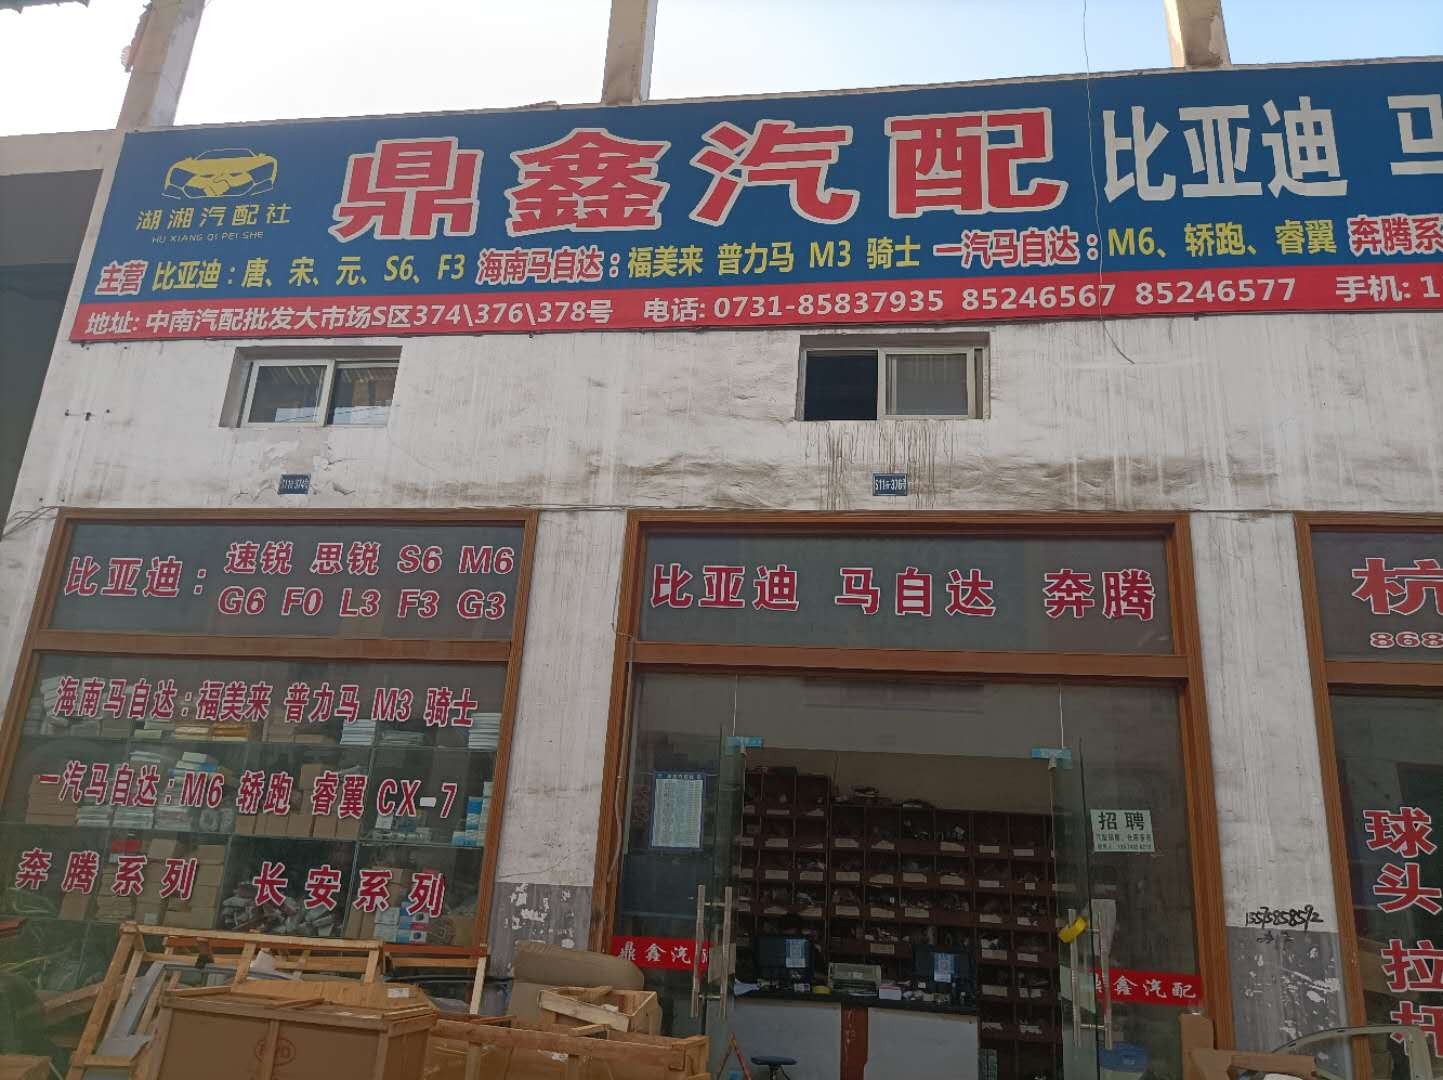 鼎鑫汽配 比亚迪 马
湖湘汽配社
HU XIANG QI PEI SHE
主营 比亚迪：唐、宋、元、S6、F3 海南马自达：福美来 普力马 M3 骑士 一汽马自达：M6、轿跑、睿翼 奔腾系
地址: 中南汽配批发大市场S区374\376\378号 电话: 0731-85837935 85246567 85246577 手机: 1
比亚迪：速锐 思锐 S6 M6
G6 F0 L3 F3 G3
海南马自达：福美来 普力马 M3 骑士
一汽马自达：M6 轿跑 睿翼 CX-7
奔腾系列 长安系列
比亚迪 马自达 奔腾
招聘
鼎鑫汽配
鼎鑫汽配
杭
868
球头
拉杆
BYD